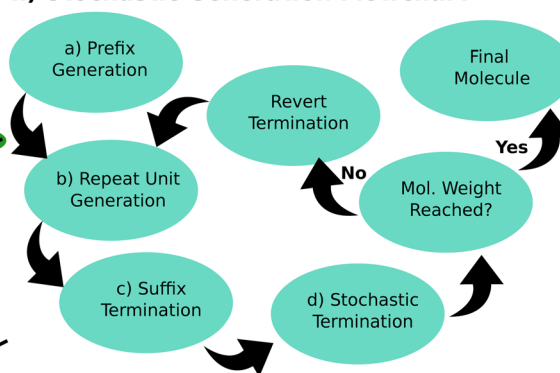 a) Prefix
Generation
b) Repeat Unit
Generation
c) Suffix
Termination
d) Stochastic
Termination
Mol. Weight
Reached?
No
Revert
Termination
Yes
Final
Molecule